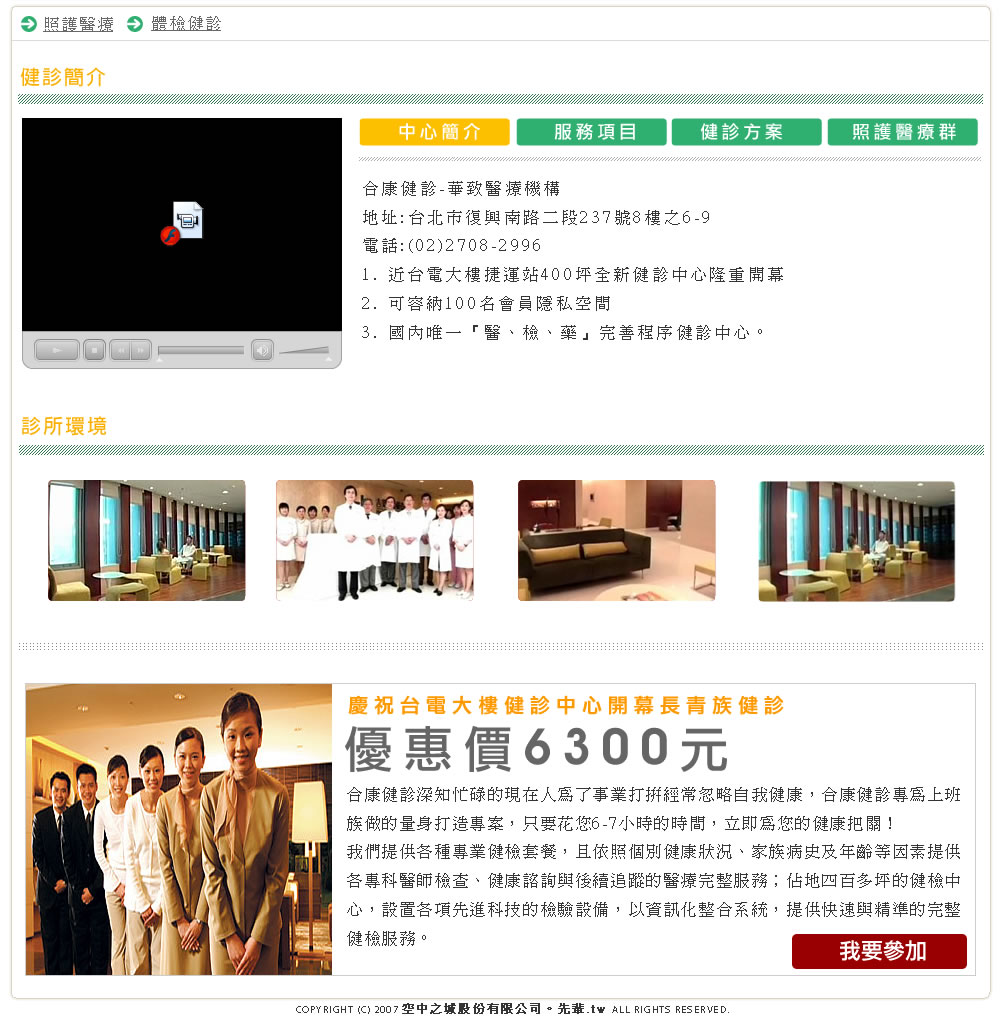 照護醫療 體檢健診
健診簡介
中心簡介 服務項目 健診方案 照護醫療群
合康健診-華致醫療機構
地址:台北市復興南路二段237號8樓之6-9
電話:(02)2708-2996
1. 近台電大樓捷運站400坪全新健診中心隆重開幕
2. 可容納100名會員隱私空間
3. 國內唯一『醫、檢、藥』完善程序健診中心。
診所環境
慶祝台電大樓健診中心開幕長青族健診
優惠價6300元
合康健診深知忙碌的現在人為了事業打拚經常忽略自我健康，合康健診專為上班
族做的量身打造專案，只要花您6-7小時的時間，立即為您的健康把關！
我們提供各種專業健檢套餐，且依照個別健康狀況、家族病史及年齡等因素提供
各專科醫師檢查、健康諮詢與後續追蹤的醫療完整服務；佔地四百多坪的健檢中
心，設置各項先進科技的檢驗設備，以資訊化整合系統，提供快速與精準的完整
健檢服務。
我要參加
COPYRIGHT (C) 2007 空中之城股份有限公司。先輩.tw ALL RIGHTS RESERVED.